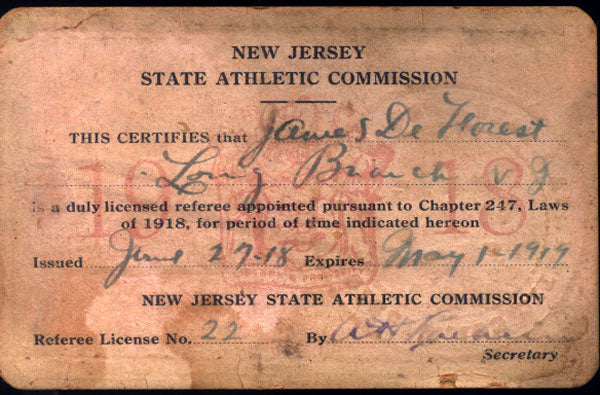 NEW JERSEY
STATE ATHLETIC COMMISSION
THIS CERTIFIES that James De Forest
Long Branch N J
is a duly licensed referee appointed pursuant to Chapter 247, Laws
of 1918, for period of time indicated hereon
Issued June 27-18 Expires May 1-1919
NEW JERSEY STATE ATHLETIC COMMISSION
Referee License No. 22 By
Secretary
1918